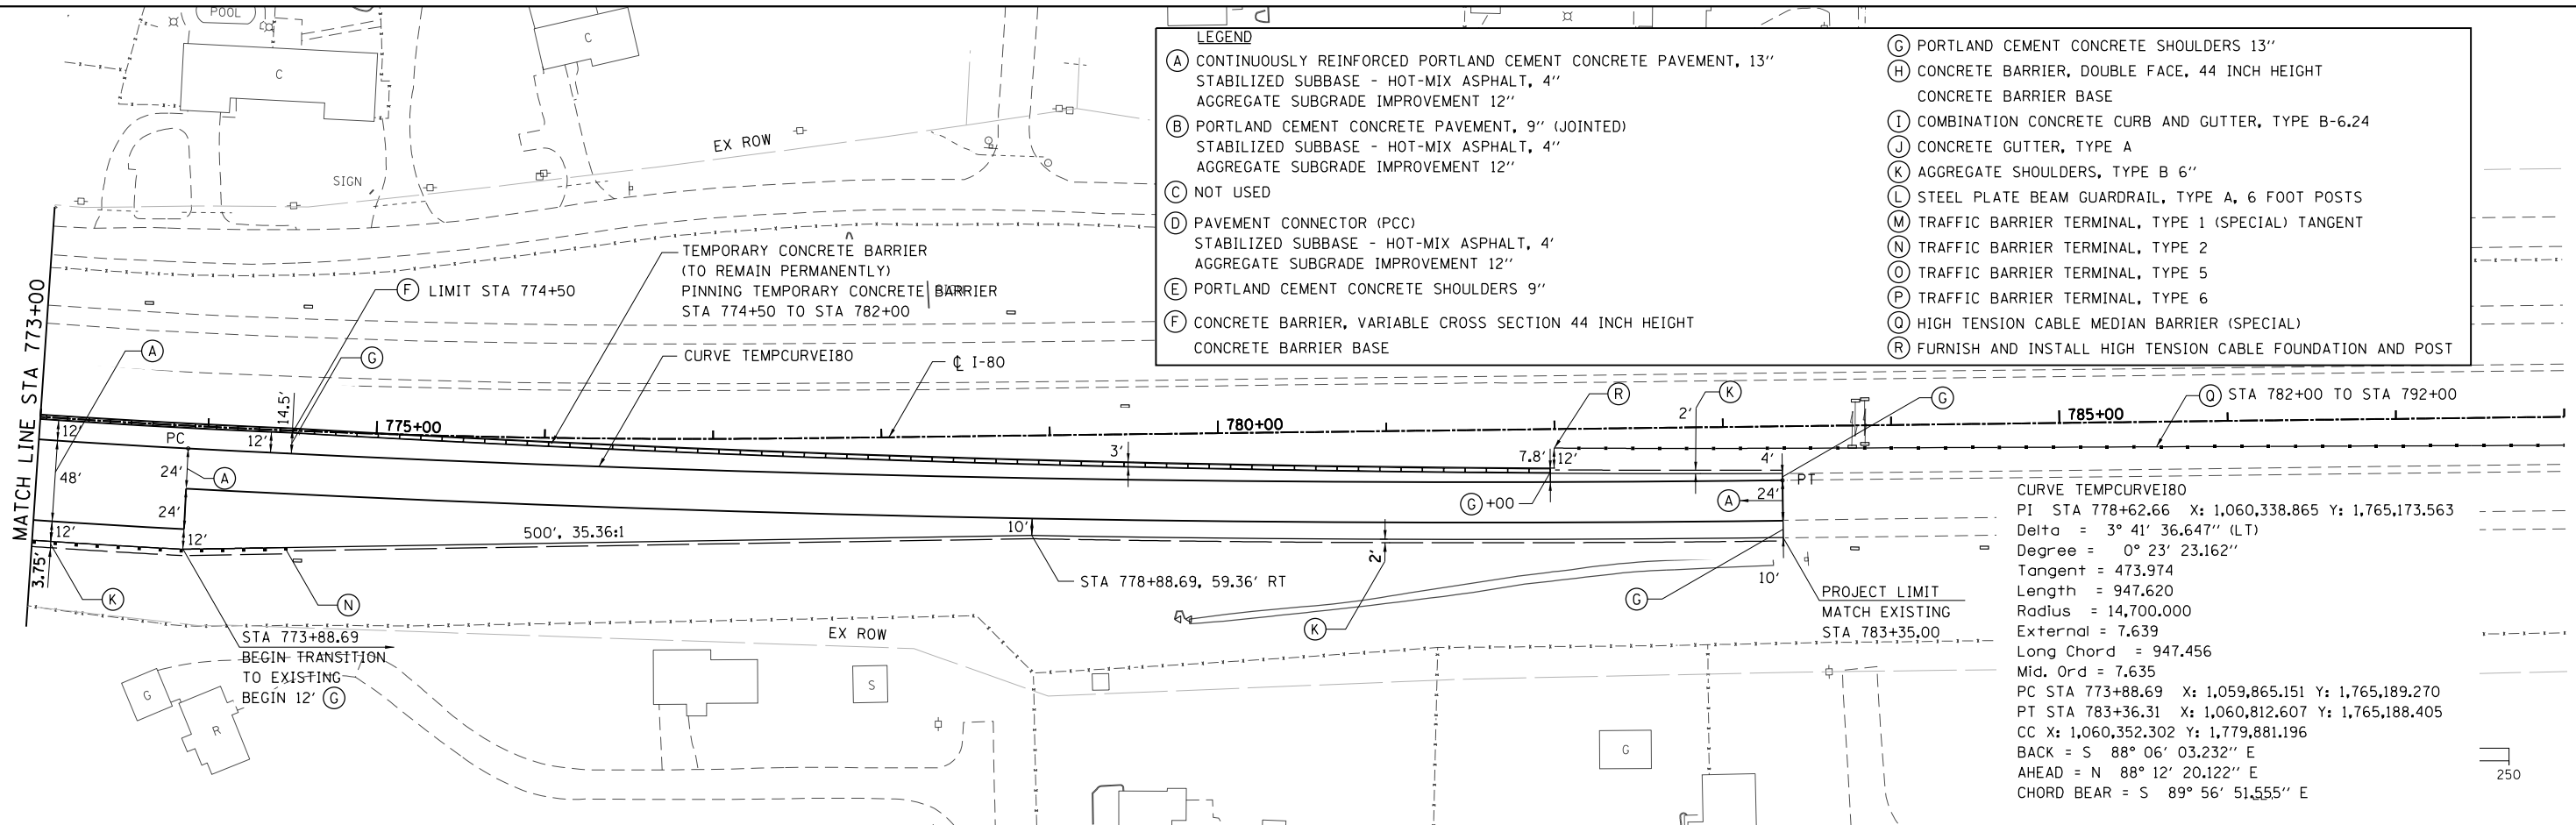 POOL
C
C
SIGN
EX ROW
LEGEND
A CONTINUOUSLY REINFORCED PORTLAND CEMENT CONCRETE PAVEMENT, 13''
STABILIZED SUBBASE - HOT-MIX ASPHALT, 4''
AGGREGATE SUBGRADE IMPROVEMENT 12''
B PORTLAND CEMENT CONCRETE PAVEMENT, 9'' (JOINTED)
STABILIZED SUBBASE - HOT-MIX ASPHALT, 4''
AGGREGATE SUBGRADE IMPROVEMENT 12''
C NOT USED
D PAVEMENT CONNECTOR (PCC)
STABILIZED SUBBASE - HOT-MIX ASPHALT, 4'
AGGREGATE SUBGRADE IMPROVEMENT 12''
E PORTLAND CEMENT CONCRETE SHOULDERS 9''
F CONCRETE BARRIER, VARIABLE CROSS SECTION 44 INCH HEIGHT
CONCRETE BARRIER BASE
G PORTLAND CEMENT CONCRETE SHOULDERS 13''
H CONCRETE BARRIER, DOUBLE FACE, 44 INCH HEIGHT
CONCRETE BARRIER BASE
I COMBINATION CONCRETE CURB AND GUTTER, TYPE B-6.24
J CONCRETE GUTTER, TYPE A
K AGGREGATE SHOULDERS, TYPE B 6''
L STEEL PLATE BEAM GUARDRAIL, TYPE A, 6 FOOT POSTS
M TRAFFIC BARRIER TERMINAL, TYPE 1 (SPECIAL) TANGENT
N TRAFFIC BARRIER TERMINAL, TYPE 2
O TRAFFIC BARRIER TERMINAL, TYPE 5
P TRAFFIC BARRIER TERMINAL, TYPE 6
Q HIGH TENSION CABLE MEDIAN BARRIER (SPECIAL)
R FURNISH AND INSTALL HIGH TENSION CABLE FOUNDATION AND POST
MATCH LINE STA 773+00
TEMPORARY CONCRETE BARRIER
(TO REMAIN PERMANENTLY)
PINNING TEMPORARY CONCRETE BARRIER
STA 774+50 TO STA 782+00
F LIMIT STA 774+50
A
G
CURVE TEMPCURVEI80
℄ I-80
R
K
G
Q STA 782+00 TO STA 792+00
14.5'
12'
PC
12'
775+00
780+00
785+00
2'
3'
7.8'
12'
4'
PT
48'
24'
A
24'
G +00
A
24'
12'
12'
500', 35.36:1
10'
2'
3.75'
K
N
STA 778+88.69, 59.36' RT
K
G
10'
PROJECT LIMIT
MATCH EXISTING
STA 783+35.00
STA 773+88.69
BEGIN TRANSITION
TO EXISTING
BEGIN 12' G
EX ROW
G
R
S
G
CURVE TEMPCURVEI80
PI STA 778+62.66 X: 1,060,338.865 Y: 1,765,173.563
Delta = 3° 41' 36.647'' (LT)
Degree = 0° 23' 23.162''
Tangent = 473.974
Length = 947.620
Radius = 14,700.000
External = 7.639
Long Chord = 947.456
Mid. Ord = 7.635
PC STA 773+88.69 X: 1,059,865.151 Y: 1,765,189.270
PT STA 783+36.31 X: 1,060,812.607 Y: 1,765,188.405
CC X: 1,060,352.302 Y: 1,779,881.196
BACK = S 88° 06' 03.232'' E
AHEAD = N 88° 12' 20.122'' E
CHORD BEAR = S 89° 56' 51.555'' E
250